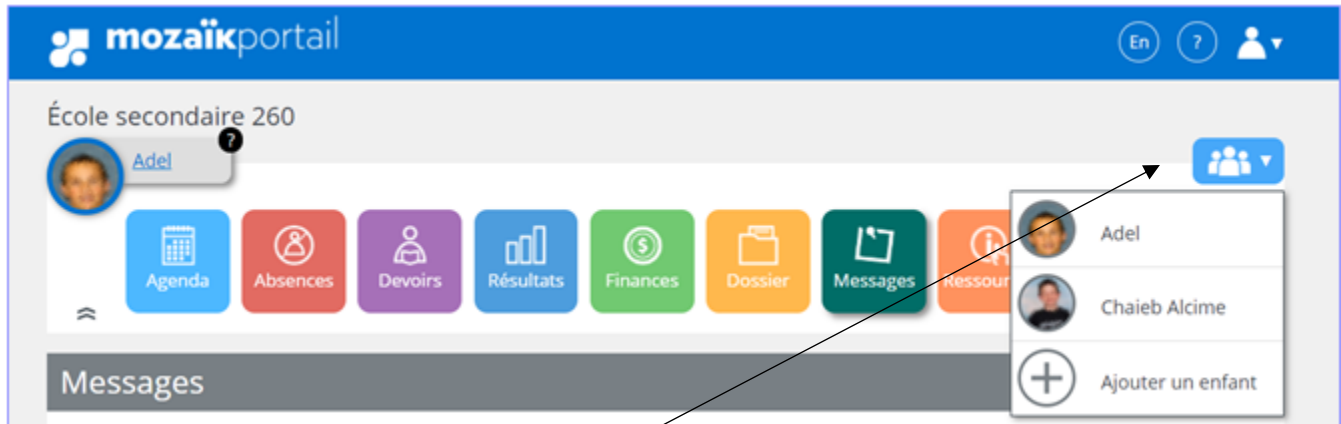 mozaïkportail
En ?
École secondaire 260
?
Adel
Adel
Agenda Absences Devoirs Résultats Finances Dossier Messages
Chaieb Alcime
Messages
Ajouter un enfant